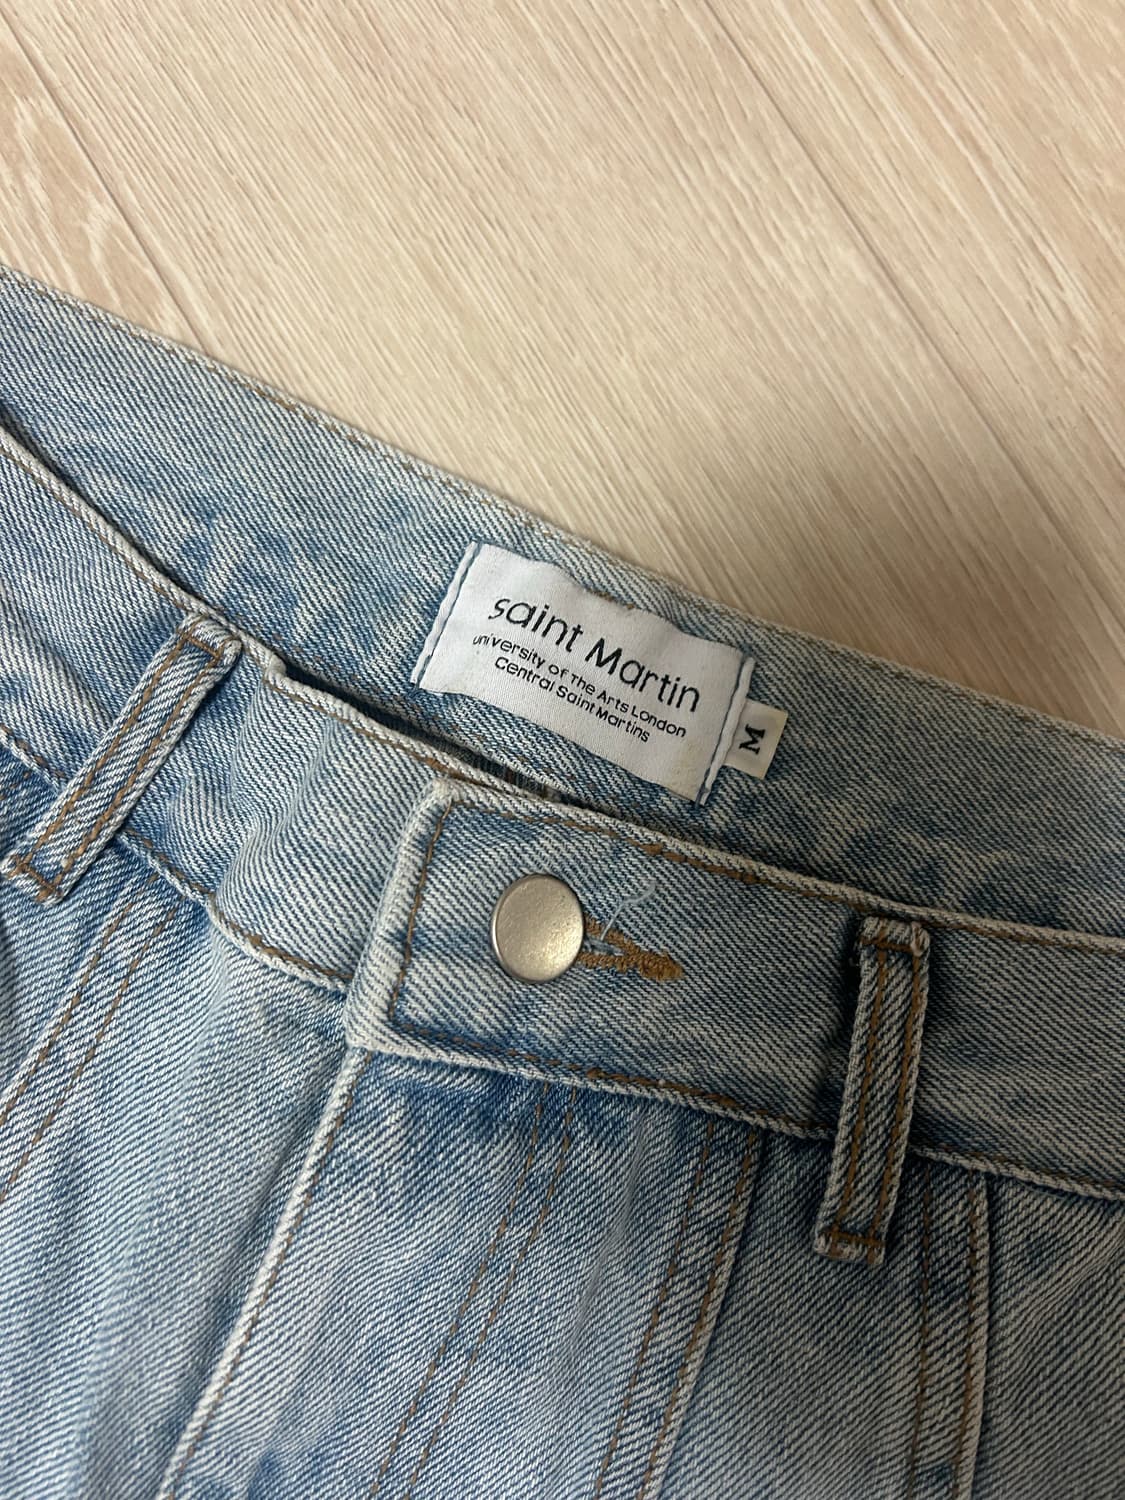 saint Martin
university of The Arts London
Central Saint Martins
M